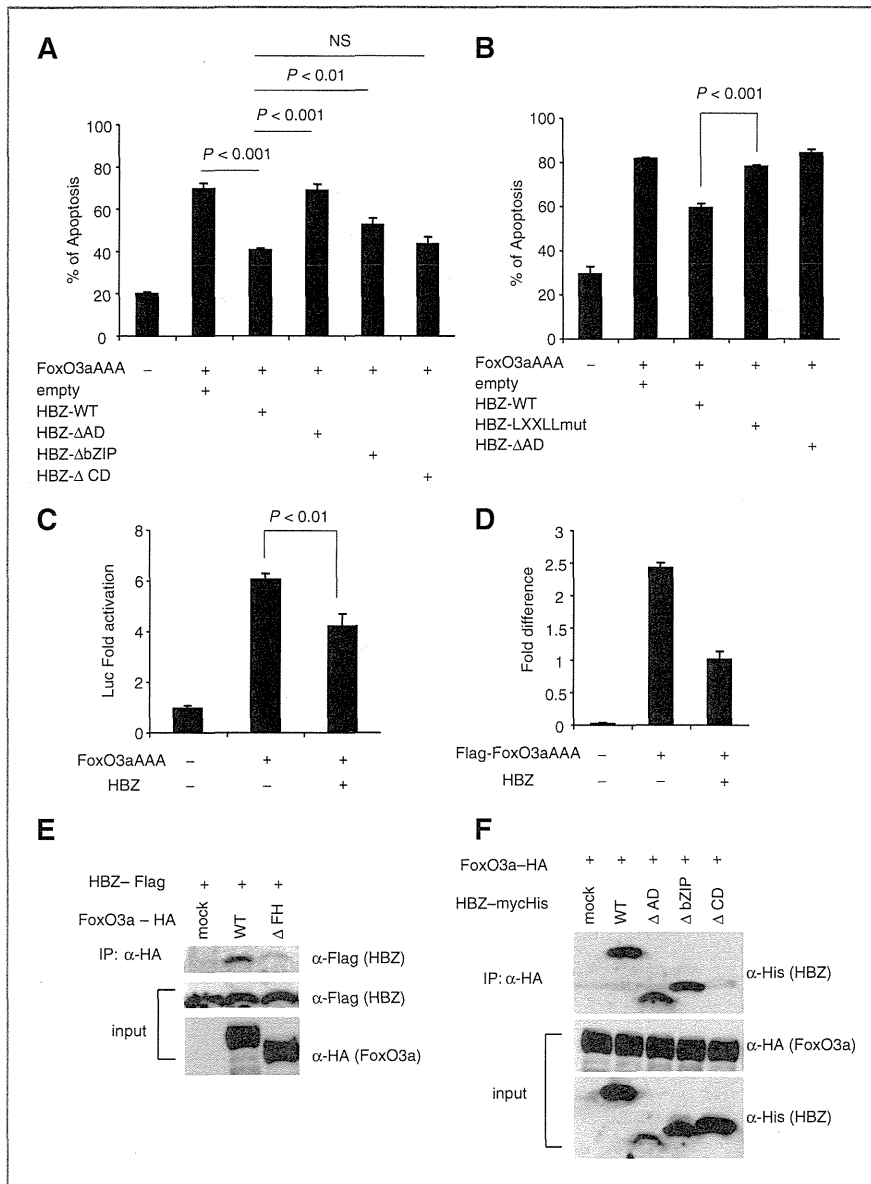 A
NS
P < 0.01
P < 0.001
P < 0.001
% of Apoptosis
100
80
60
40
20
0
FoxO3aAAA – + + + + +
empty +
HBZ-WT +
HBZ-ΔAD +
HBZ-ΔbZIP +
HBZ-Δ CD +
B
P < 0.001
% of Apoptosis
100
80
60
40
20
0
FoxO3aAAA – + + + +
empty +
HBZ-WT +
HBZ-LXXLLmut +
HBZ-ΔAD +
C
P < 0.01
Luc Fold activation
8
6
4
2
0
FoxO3aAAA – + +
HBZ – – +
D
Fold difference
3
2.5
2
1.5
1
0.5
0
Flag-FoxO3aAAA – + +
HBZ – – +
E
HBZ– Flag + + +
FoxO3a – HA mock WT Δ FH
IP: α-HA α-Flag (HBZ)
input α-Flag (HBZ)
α-HA (FoxO3a)
F
FoxO3a–HA + + + + +
HBZ–mycHis mock WT Δ AD Δ bZIP Δ CD
IP: α-HA α-His (HBZ)
input α-HA (FoxO3a)
α-His (HBZ)